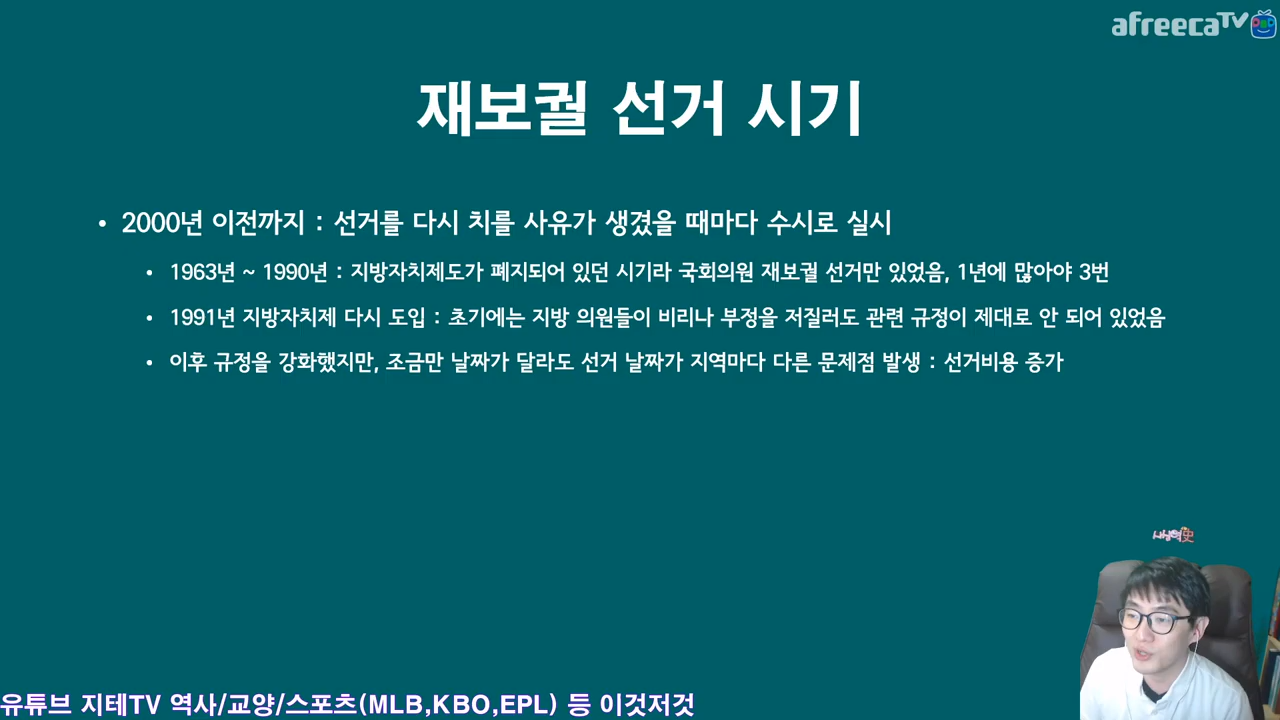 afreecaTV
재보궐 선거 시기
• 2000년 이전까지 : 선거를 다시 치를 사유가 생겼을 때마다 수시로 실시
• 1963년 ~ 1990년 : 지방자치제도가 폐지되어 있던 시기라 국회의원 재보궐 선거만 있었음, 1년에 많아야 3번
• 1991년 지방자치제 다시 도입 : 초기에는 지방 의원들이 비리나 부정을 저질러도 관련 규정이 제대로 안 되어 있었음
• 이후 규정을 강화했지만, 조금만 날짜가 달라도 선거 날짜가 지역마다 다른 문제점 발생 : 선거비용 증가
유튜브 지테TV 역사/교양/스포츠(MLB,KBO,EPL) 등 이것저것